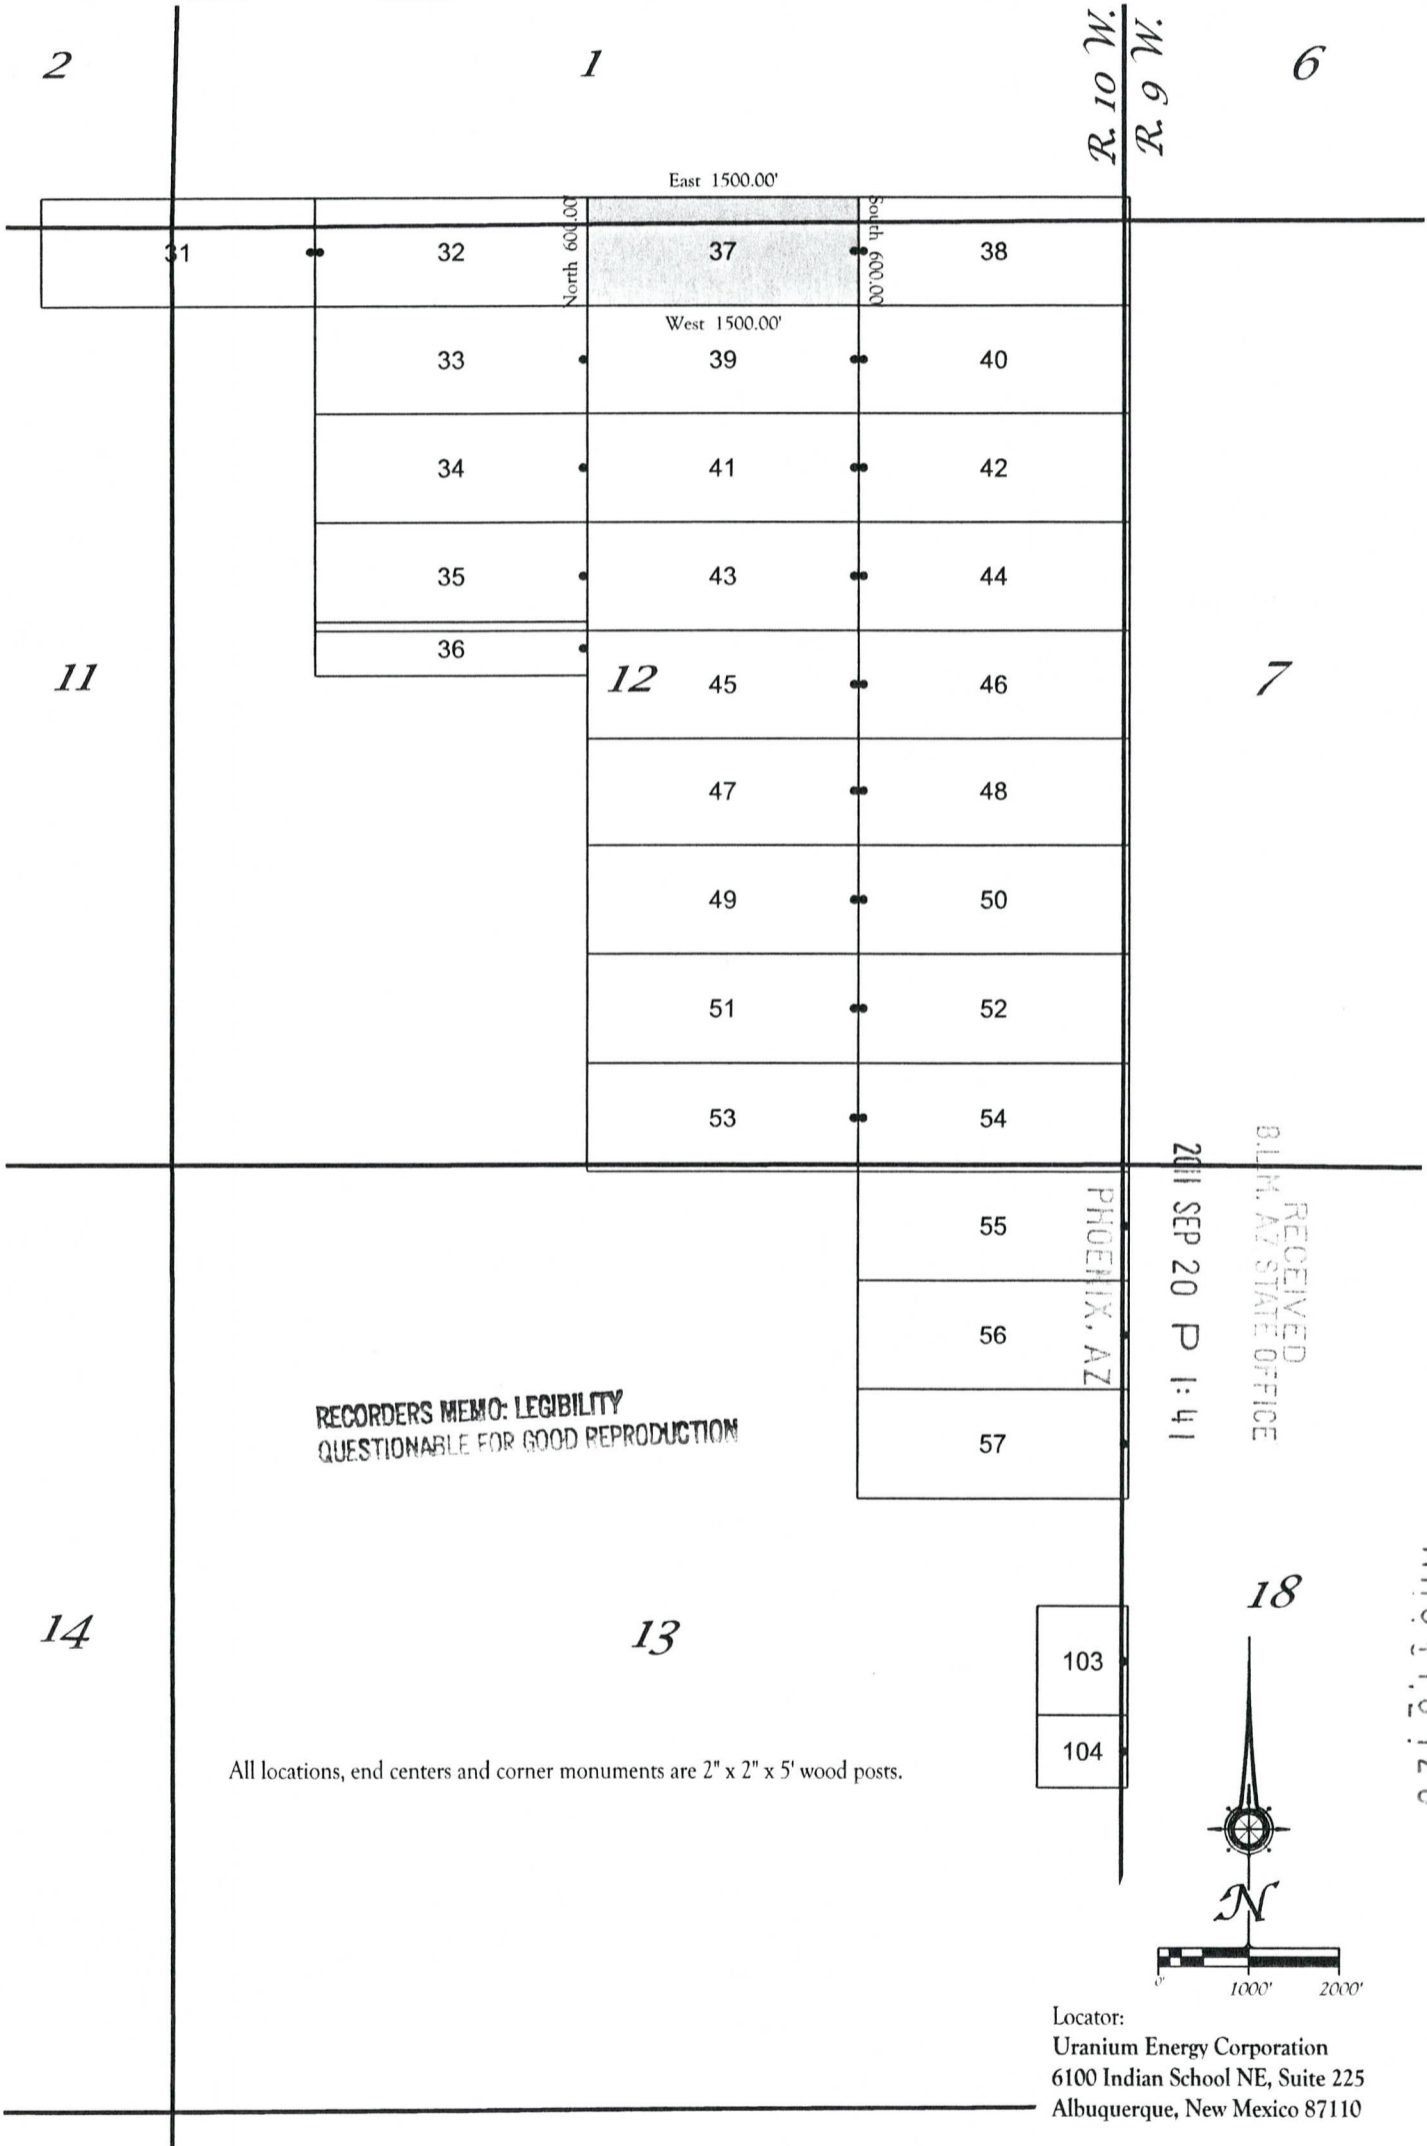 2
1
R. 10 W.
R. 9 W.
6
East 1500.00'
North 600.00'
South 600.00'
31
32
37
38
West 1500.00'
33
39
40
34
41
42
35
43
44
36
11
12
45
46
7
47
48
49
50
51
52
53
54
55
56
57
RECEIVED
B.L.M. AZ STATE OFFICE
2011 SEP 20 P 1:41
PHOENIX, AZ
RECORDERS MEMO: LEGIBILITY
QUESTIONABLE FOR GOOD REPRODUCTION
14
13
18
103
104
All locations, end centers and corner monuments are 2" x 2" x 5' wood posts.
N
0'
1000'
2000'
Locator:
Uranium Energy Corporation
6100 Indian School NE, Suite 225
Albuquerque, New Mexico 87110